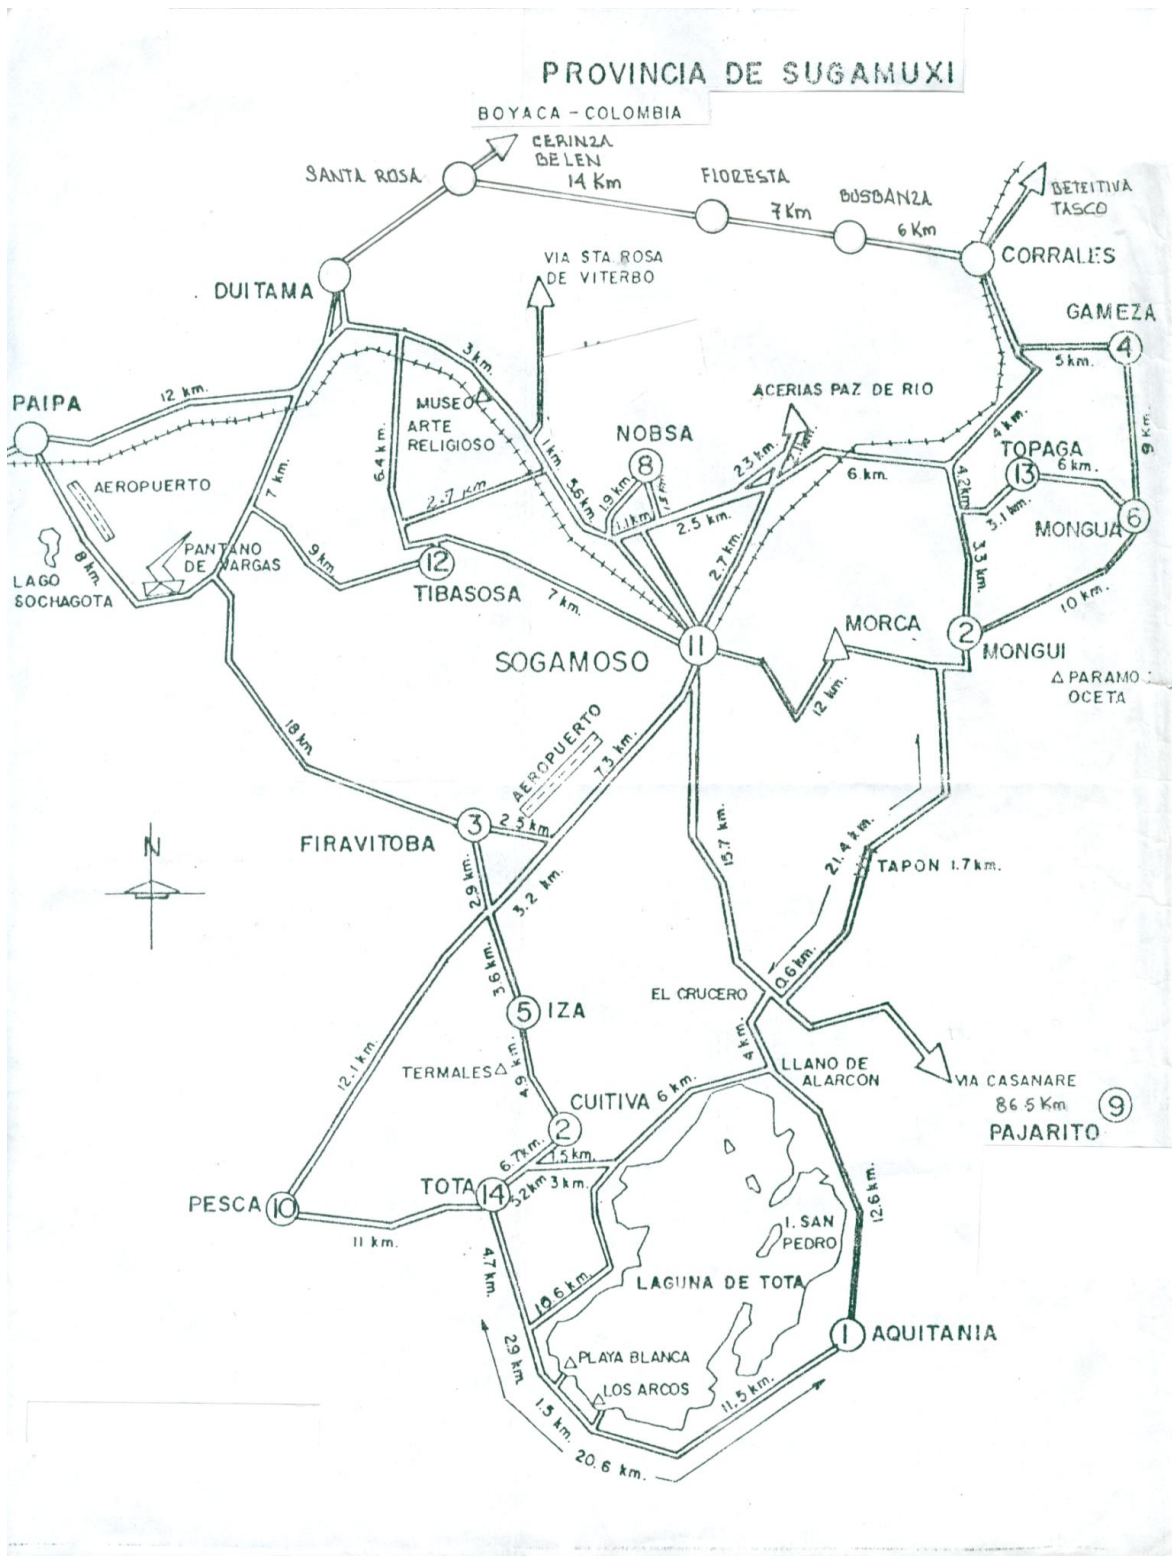 PROVINCIA DE SUGAMUXI
BOYACA - COLOMBIA
CERINZA
BELEN
SANTA ROSA
14 Km
FLORESTA
7 Km
BUSBANZA
6 Km
BETEITIVA
TASCO
CORRALES
VIA STA. ROSA
DE VITERBO
DUITAMA
GAMEZA
4
5 km.
3 km.
12 km.
PAIPA
MUSEO
ARTE
RELIGIOSO
ACERIAS PAZ DE RIO
NOBSA
8
1 km.
2.3 km.
4 km.
9 Km.
TOPAGA
13
6 km.
6.4 km.
7 km.
2.7 km
5.6 km.
1.9 km.
1.1 km
2.5 km.
6 km.
4.2 km
3.1 km.
MONGUA
6
AEROPUERTO
PANTANO
DE VARGAS
LAGO
SOCHAGOTA
8 km.
9 km.
12
TIBASOSA
7 km.
2.7 km.
3.3 km.
10 km.
MORCA
2
MONGUI
11
SOGAMOSO
12 km.
PARAMO
OCETA
18 km.
AEROPUERTO
7.3 km.
3
2.5 km
FIRAVITOBA
15.7 km.
21.4 km.
TAPON 1.7 km.
N
2.9 km.
3.2 km.
3.6 km.
0.6 km.
EL CRUCERO
5
IZA
4 km.
12.1 km.
TERMALES
4.9 km.
LLANO DE
ALARCON
VIA CASANARE
86.5 Km
9
PAJARITO
CUITIVA
2
6 km.
6.7 km.
1.5 km.
TOTA
14
5.2 km
3 km.
PESCA
10
11 km.
12.6 km.
I. SAN
PEDRO
4.7 km.
10.6 km.
LAGUNA DE TOTA
1
AQUITANIA
PLAYA BLANCA
2.9 km.
LOS ARCOS
1.5 km.
11.5 km.
20.6 km.